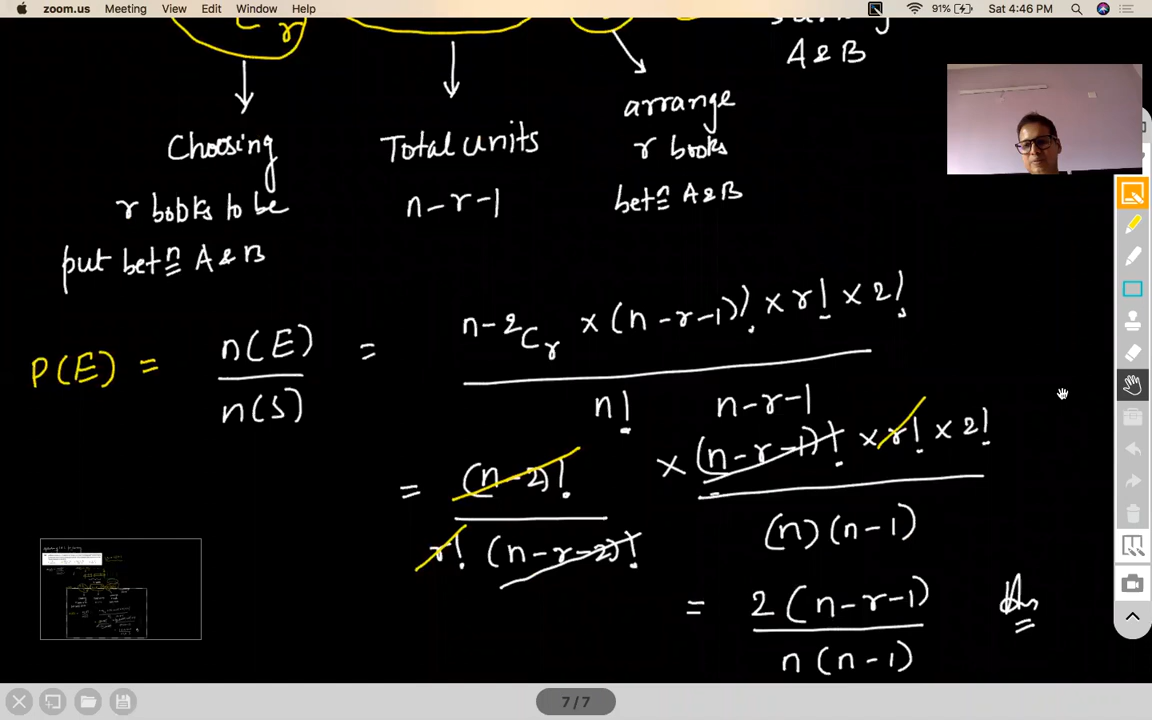 zoom.us Meeting View Edit Window Help 91% Sat 4:46 PM
r
A & B
Choosing
r books to be
put betn A & B
Total units
n-r-1
arrange
r books
betn A & B
P(E) = n(E) / n(S) = n-2Cr × (n-r-1)! × r! × 2! / n!
n-r-1
= (n-2)! / r! (n-r-2)! × (n-r-1)! × r! × 2! / (n)(n-1)
= 2(n-r-1) / n(n-1) Ans
7/7